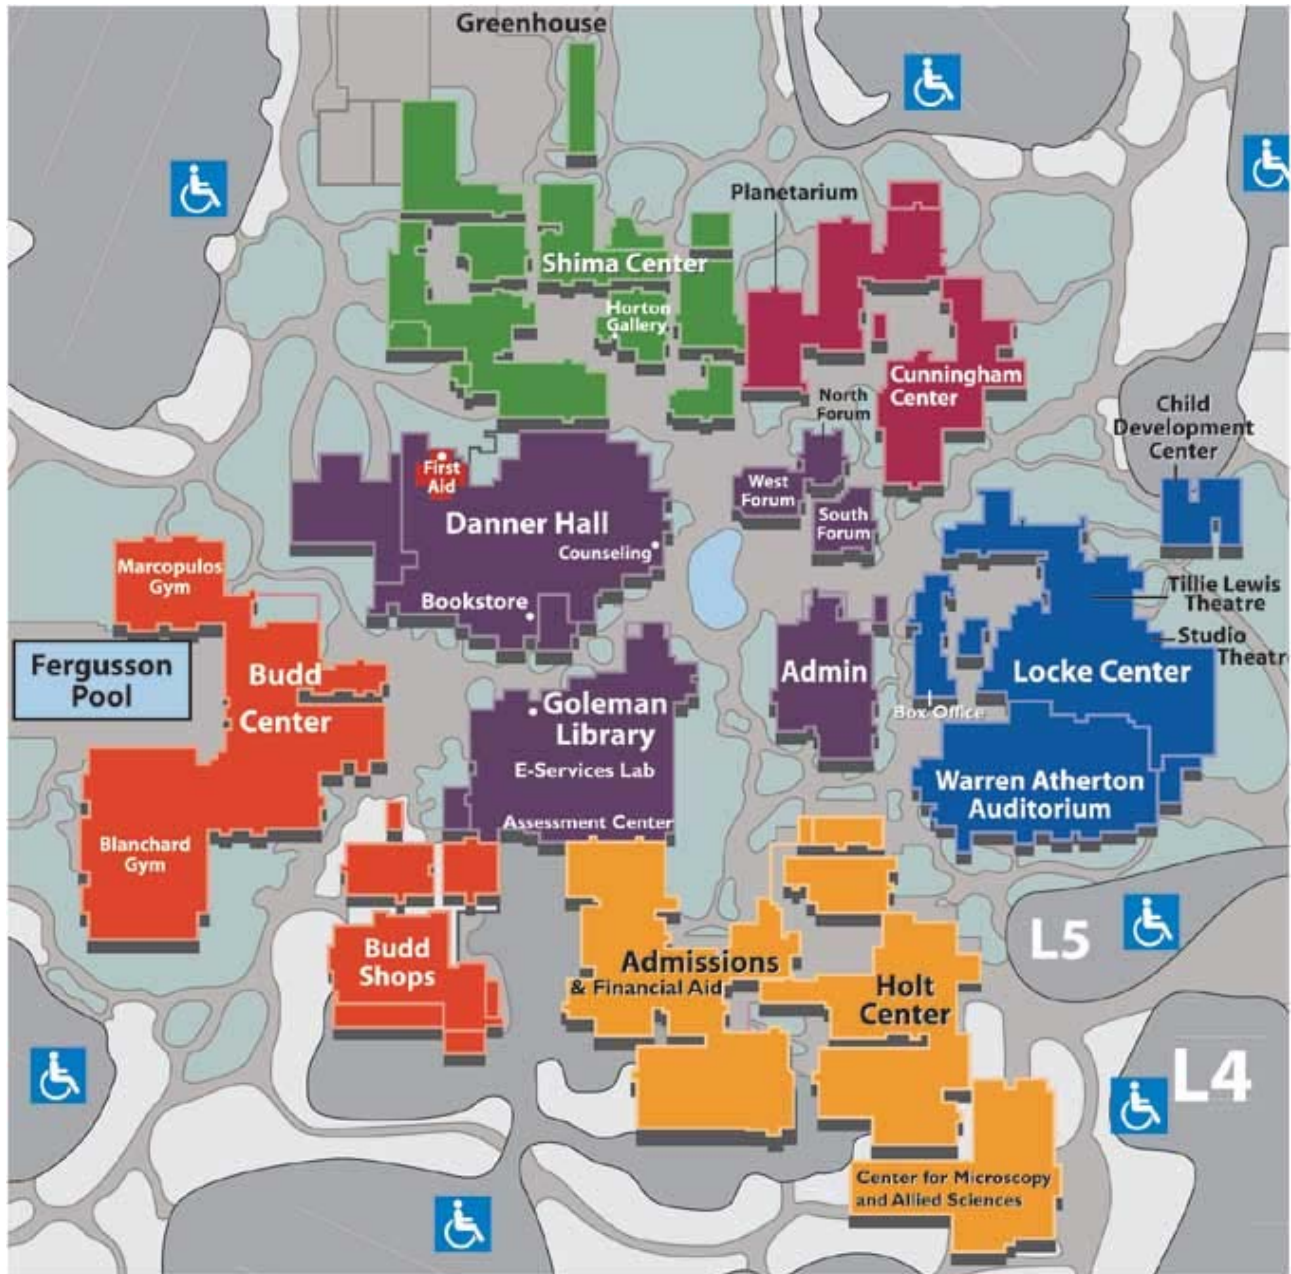 Greenhouse
Planetarium
Shima Center
Horton
Gallery
Cunningham
Center
North
Forum
Child
Development
Center
First
Aid
West
Forum
South
Forum
Danner Hall
Counseling
Marcopulos
Gym
Bookstore
Tillie Lewis
Theatre
Studio
Theatr
Fergusson
Pool
Budd
Center
Admin
Locke Center
Box Office
Goleman
Library
E-Services Lab
Warren Atherton
Auditorium
Assessment Center
Blanchard
Gym
Budd
Shops
Admissions
& Financial Aid
L5
Holt
Center
L4
Center for Microscopy
and Allied Sciences